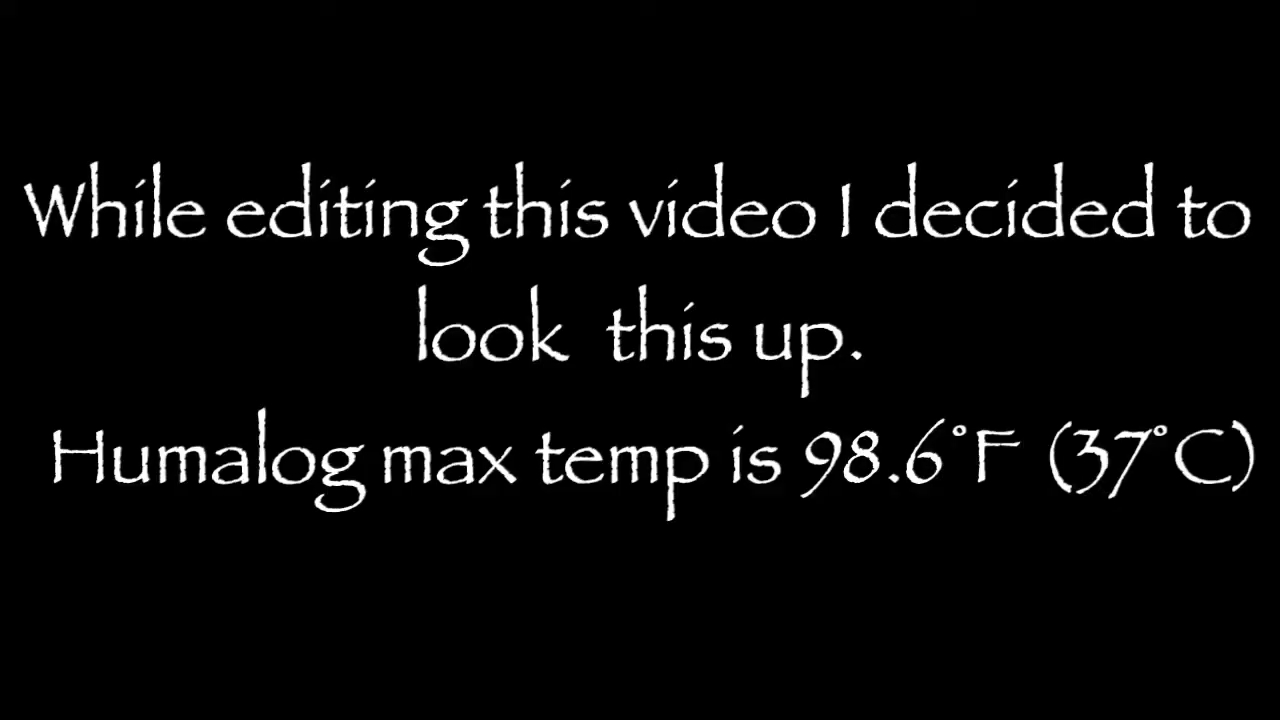 While editing this video I decided to
look this up.
Humalog max temp is 98.6°F (37°C)